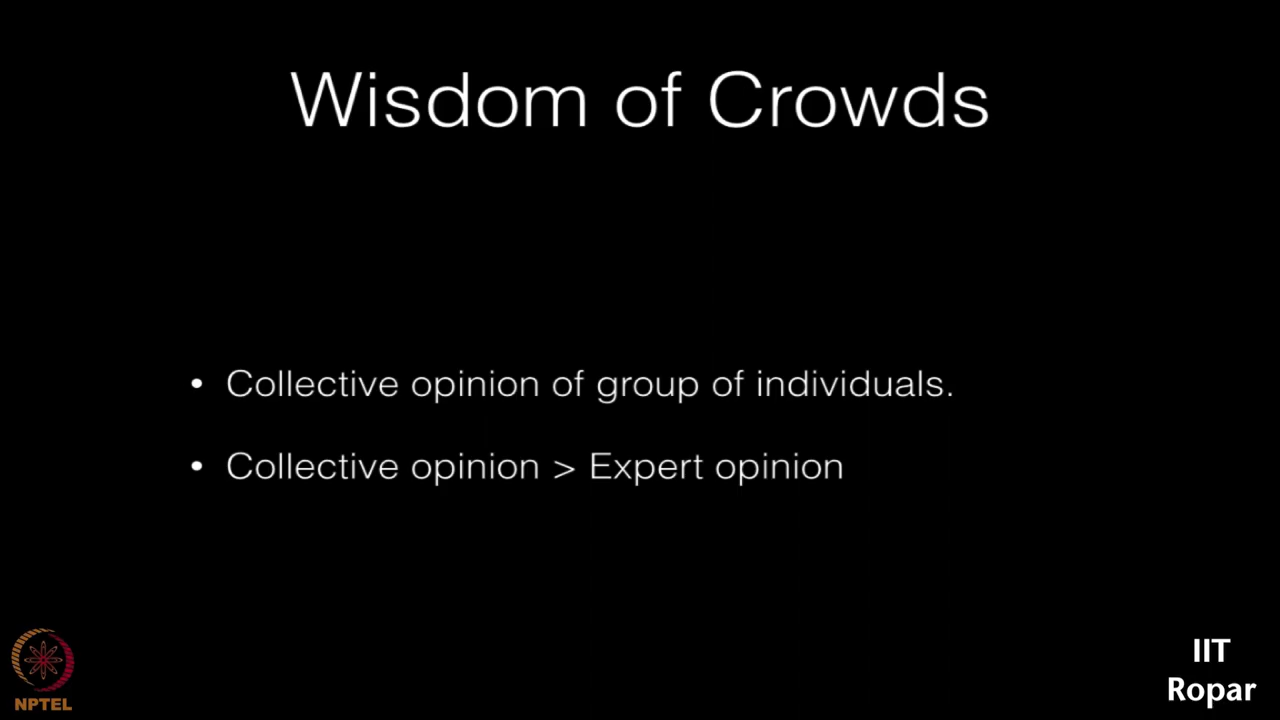 Wisdom of Crowds
• Collective opinion of group of individuals.
• Collective opinion > Expert opinion
NPTEL
IIT
Ropar